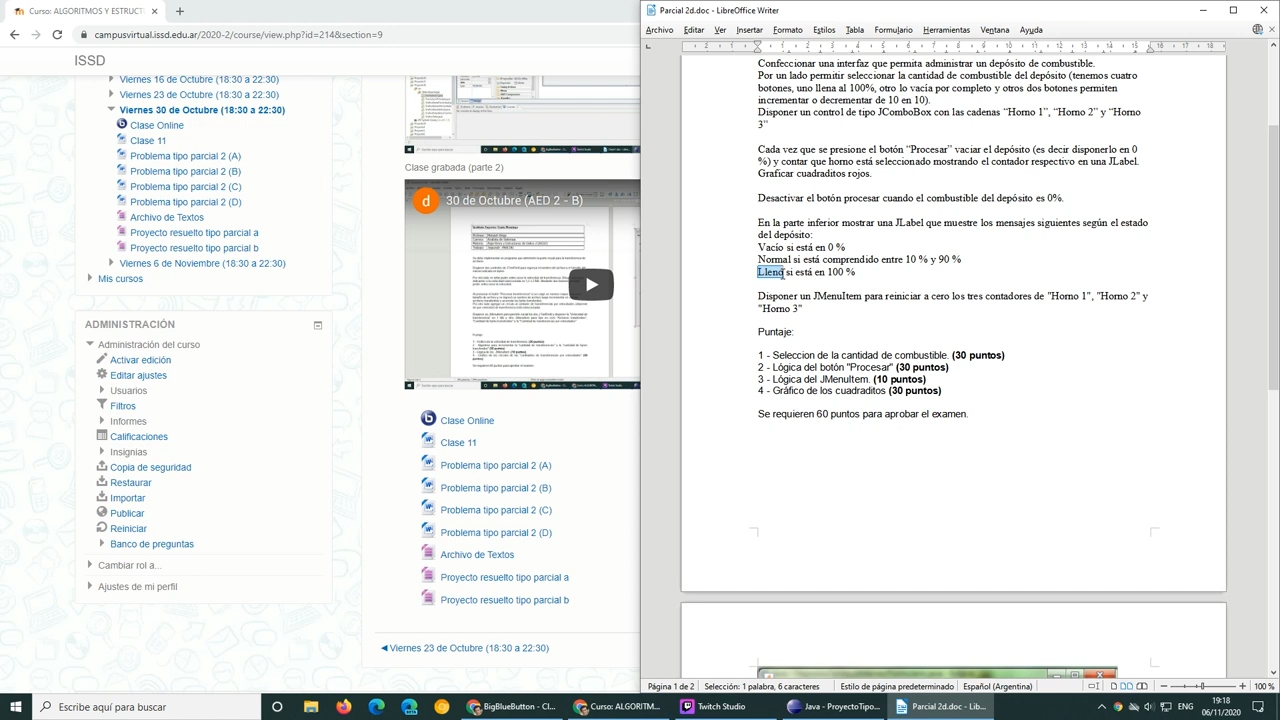 Curso: ALGORITMOS Y ESTRUCT
Parcial 2d.doc - LibreOffice Writer
campusvirtual.issd.edu.ar/2020-2/course/view.php?id=214&section=9
Archivo Editar Ver Insertar Formato Estilos Tabla Formulario Herramientas Ventana Ayuda
ISSD
Viernes 16 de Octubre (18:30 a 22:30)
Viernes 23 de Octubre (18:30 a 22:30)
Clase Online
Clase 11
Problema tipo parcial 2 (A)
Problema tipo parcial 2 (B)
Problema tipo parcial 2 (C)
Problema tipo parcial 2 (D)
Archivo de Textos
Proyecto resuelto tipo parcial a
Proyecto resuelto tipo parcial b
Viernes 6 de Noviembre (18:30 a 22:30)
Mis cursos
ADMINISTRACIÓN
Administración del curso
Activar edición
Editar ajustes
Usuarios
Filtros
Informes
Calificaciones
Insignias
Copia de seguridad
Restaurar
Importar
Publicar
Reiniciar
Banco de preguntas
Cambiar rol a...
Ajustes de mi perfil
Clase grabada (parte 2)
d 30 de Octubre (AED 2 - B)
Clase Online
Clase 11
Problema tipo parcial 2 (A)
Problema tipo parcial 2 (B)
Problema tipo parcial 2 (C)
Problema tipo parcial 2 (D)
Archivo de Textos
Proyecto resuelto tipo parcial a
Proyecto resuelto tipo parcial b
◄ Viernes 23 de Octubre (18:30 a 22:30)
Confeccionar una interfaz que permita administrar un depósito de combustible.
Por un lado permitir seleccionar la cantidad de combustible del depósito (tenemos cuatro
botones, uno llena al 100%, otro lo vacía por completo y otros dos botones permiten
incrementar o decrementar de 10 en 10)
Disponer un control de tipo JComboBox con las cadenas “Horno 1”, “Horno 2” y “Horno
3”
Cada vez que se presione el botón “Procesar” vaciar el depósito (es decir disponerlo en 0
%) y contar que horno está seleccionado mostrando el contador respectivo en una JLabel.
Graficar cuadraditos rojos.
Desactivar el botón procesar cuando el combustible del depósito es 0%.
En la parte inferior mostrar una JLabel que muestre los mensajes siguientes según el estado
del depósito:
Vacío si está en 0 %
Normal si está comprendido entre 10 % y 90 %
Lleno si está en 100 %
Disponer un JMenuItem para reiniciar a cero los tres contadores de "Horno 1", "Horno 2" y
"Horno 3"
Puntaje:
1 - Seleccion de la cantidad de combustible. (30 puntos)
2 - Lógica del botón "Procesar" (30 puntos)
3 - Lógica del JMenuItem. (10 puntos)
4 - Gráfico de los cuadraditos (30 puntos)
Se requieren 60 puntos para aprobar el examen.
Página 1 de 2 Selección: 1 palabra, 6 caracteres Estilo de página predeterminado Español (Argentina) 100 %
Escribe aquí para buscar
BigBlueButton - Cl...
Curso: ALGORITM...
Twitch Studio
Java - ProyectoTipo...
Parcial 2d.doc - Lib...
ENG
19:18
06/11/2020